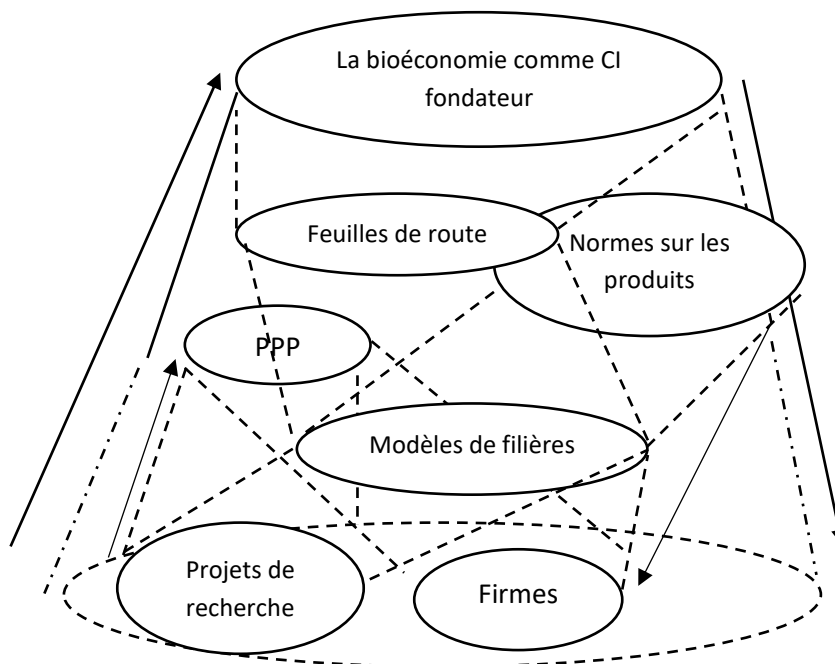 La bioéconomie comme CI
fondateur
Feuilles de route
Normes sur les
produits
PPP
Modèles de filières
Projets de
recherche
Firmes